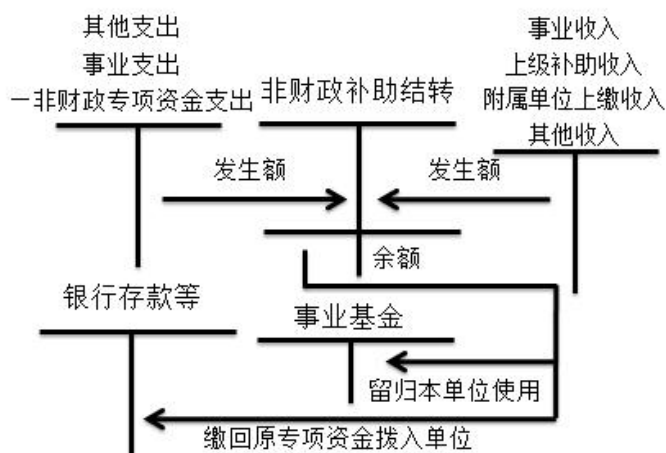 其他支出
事业支出
－非财政专项资金支出
非财政补助结转
事业收入
上级补助收入
附属单位上缴收入
其他收入
发生额
发生额
余额
银行存款等
事业基金
留归本单位使用
缴回原专项资金拨入单位